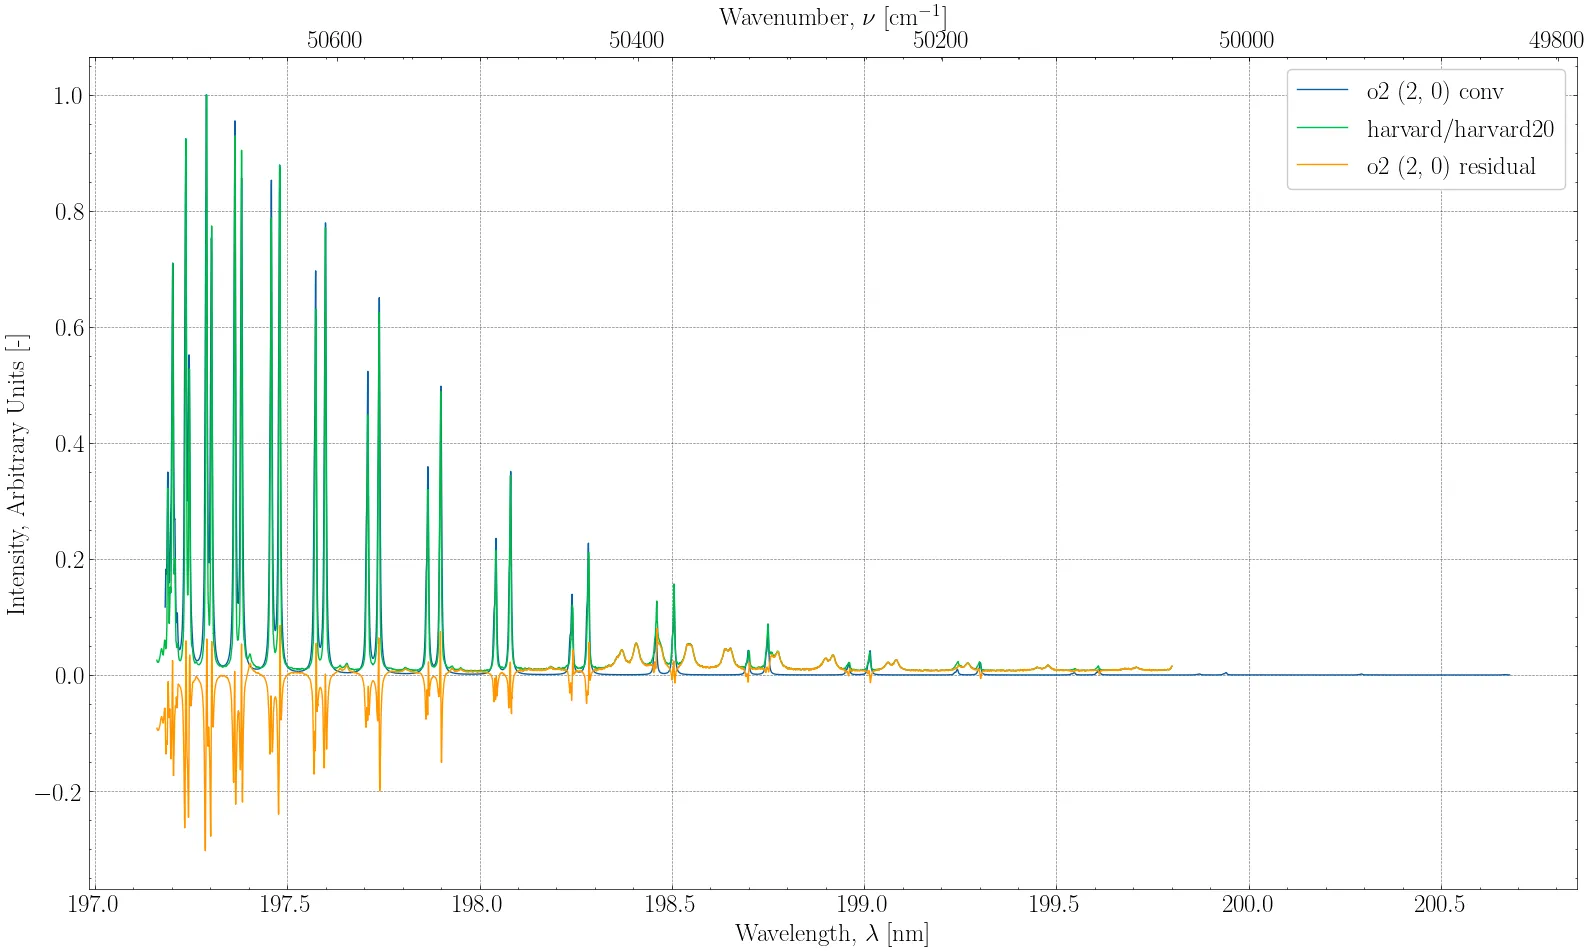 Wavenumber, ν [cm⁻¹]
50600 50400 50200 50000 49800
o2 (2, 0) conv
harvard/harvard20
o2 (2, 0) residual
Intensity, Arbitrary Units [-]
1.0
0.8
0.6
0.4
0.2
0.0
−0.2
197.0 197.5 198.0 198.5 199.0 199.5 200.0 200.5
Wavelength, λ [nm]